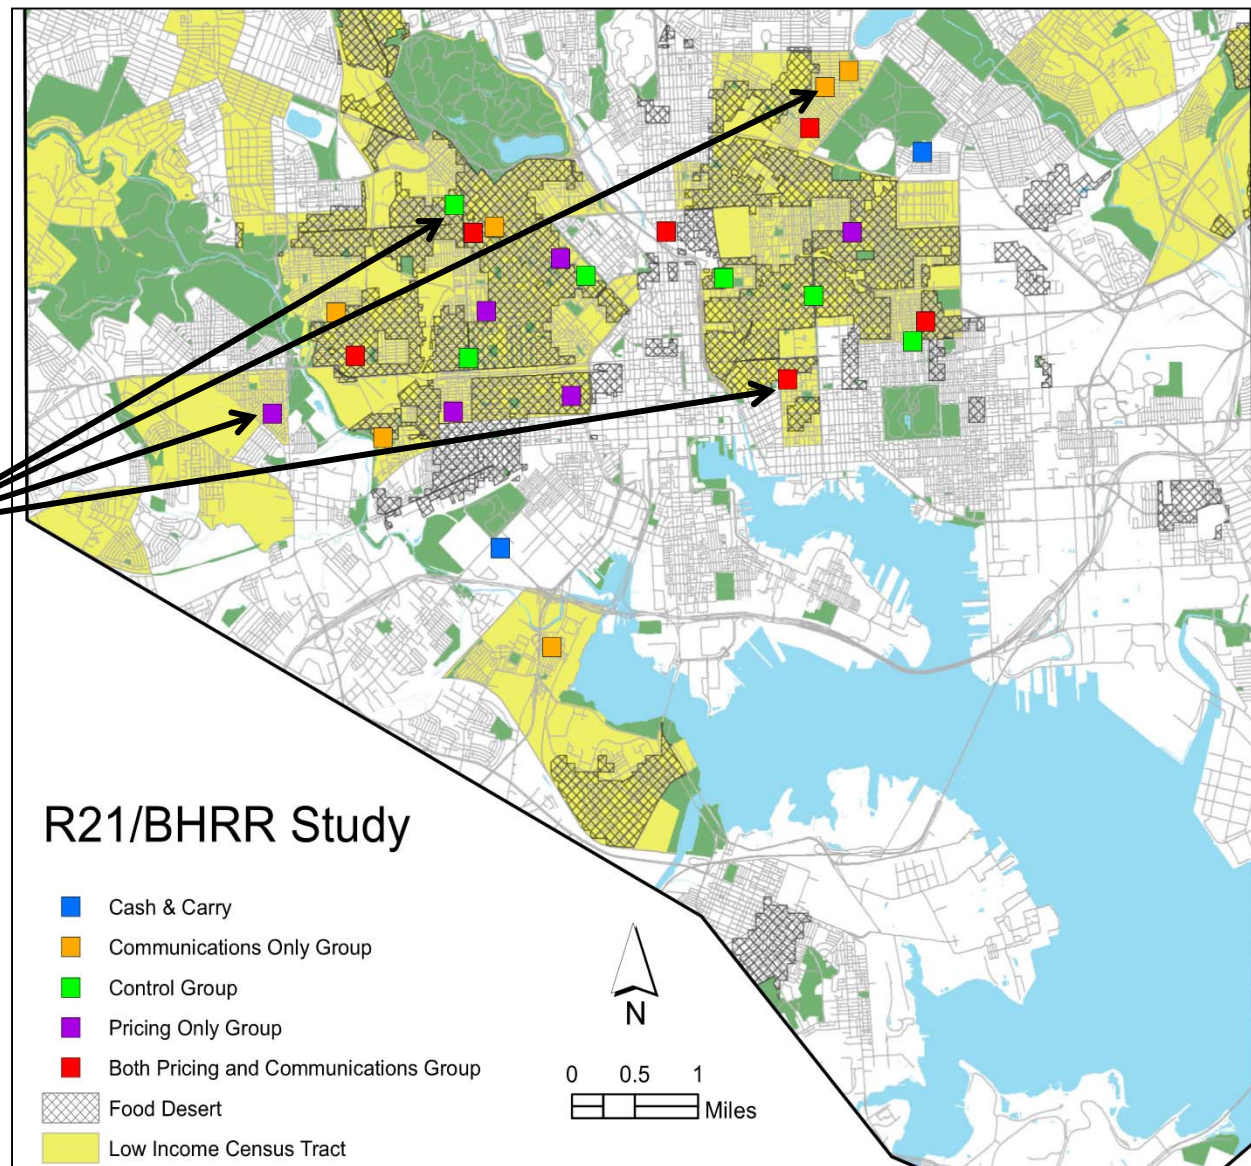 R21/BHRR Study
Cash & Carry
Communications Only Group
Control Group
Pricing Only Group
Both Pricing and Communications Group
Food Desert
Low Income Census Tract
N
0 0.5 1
Miles